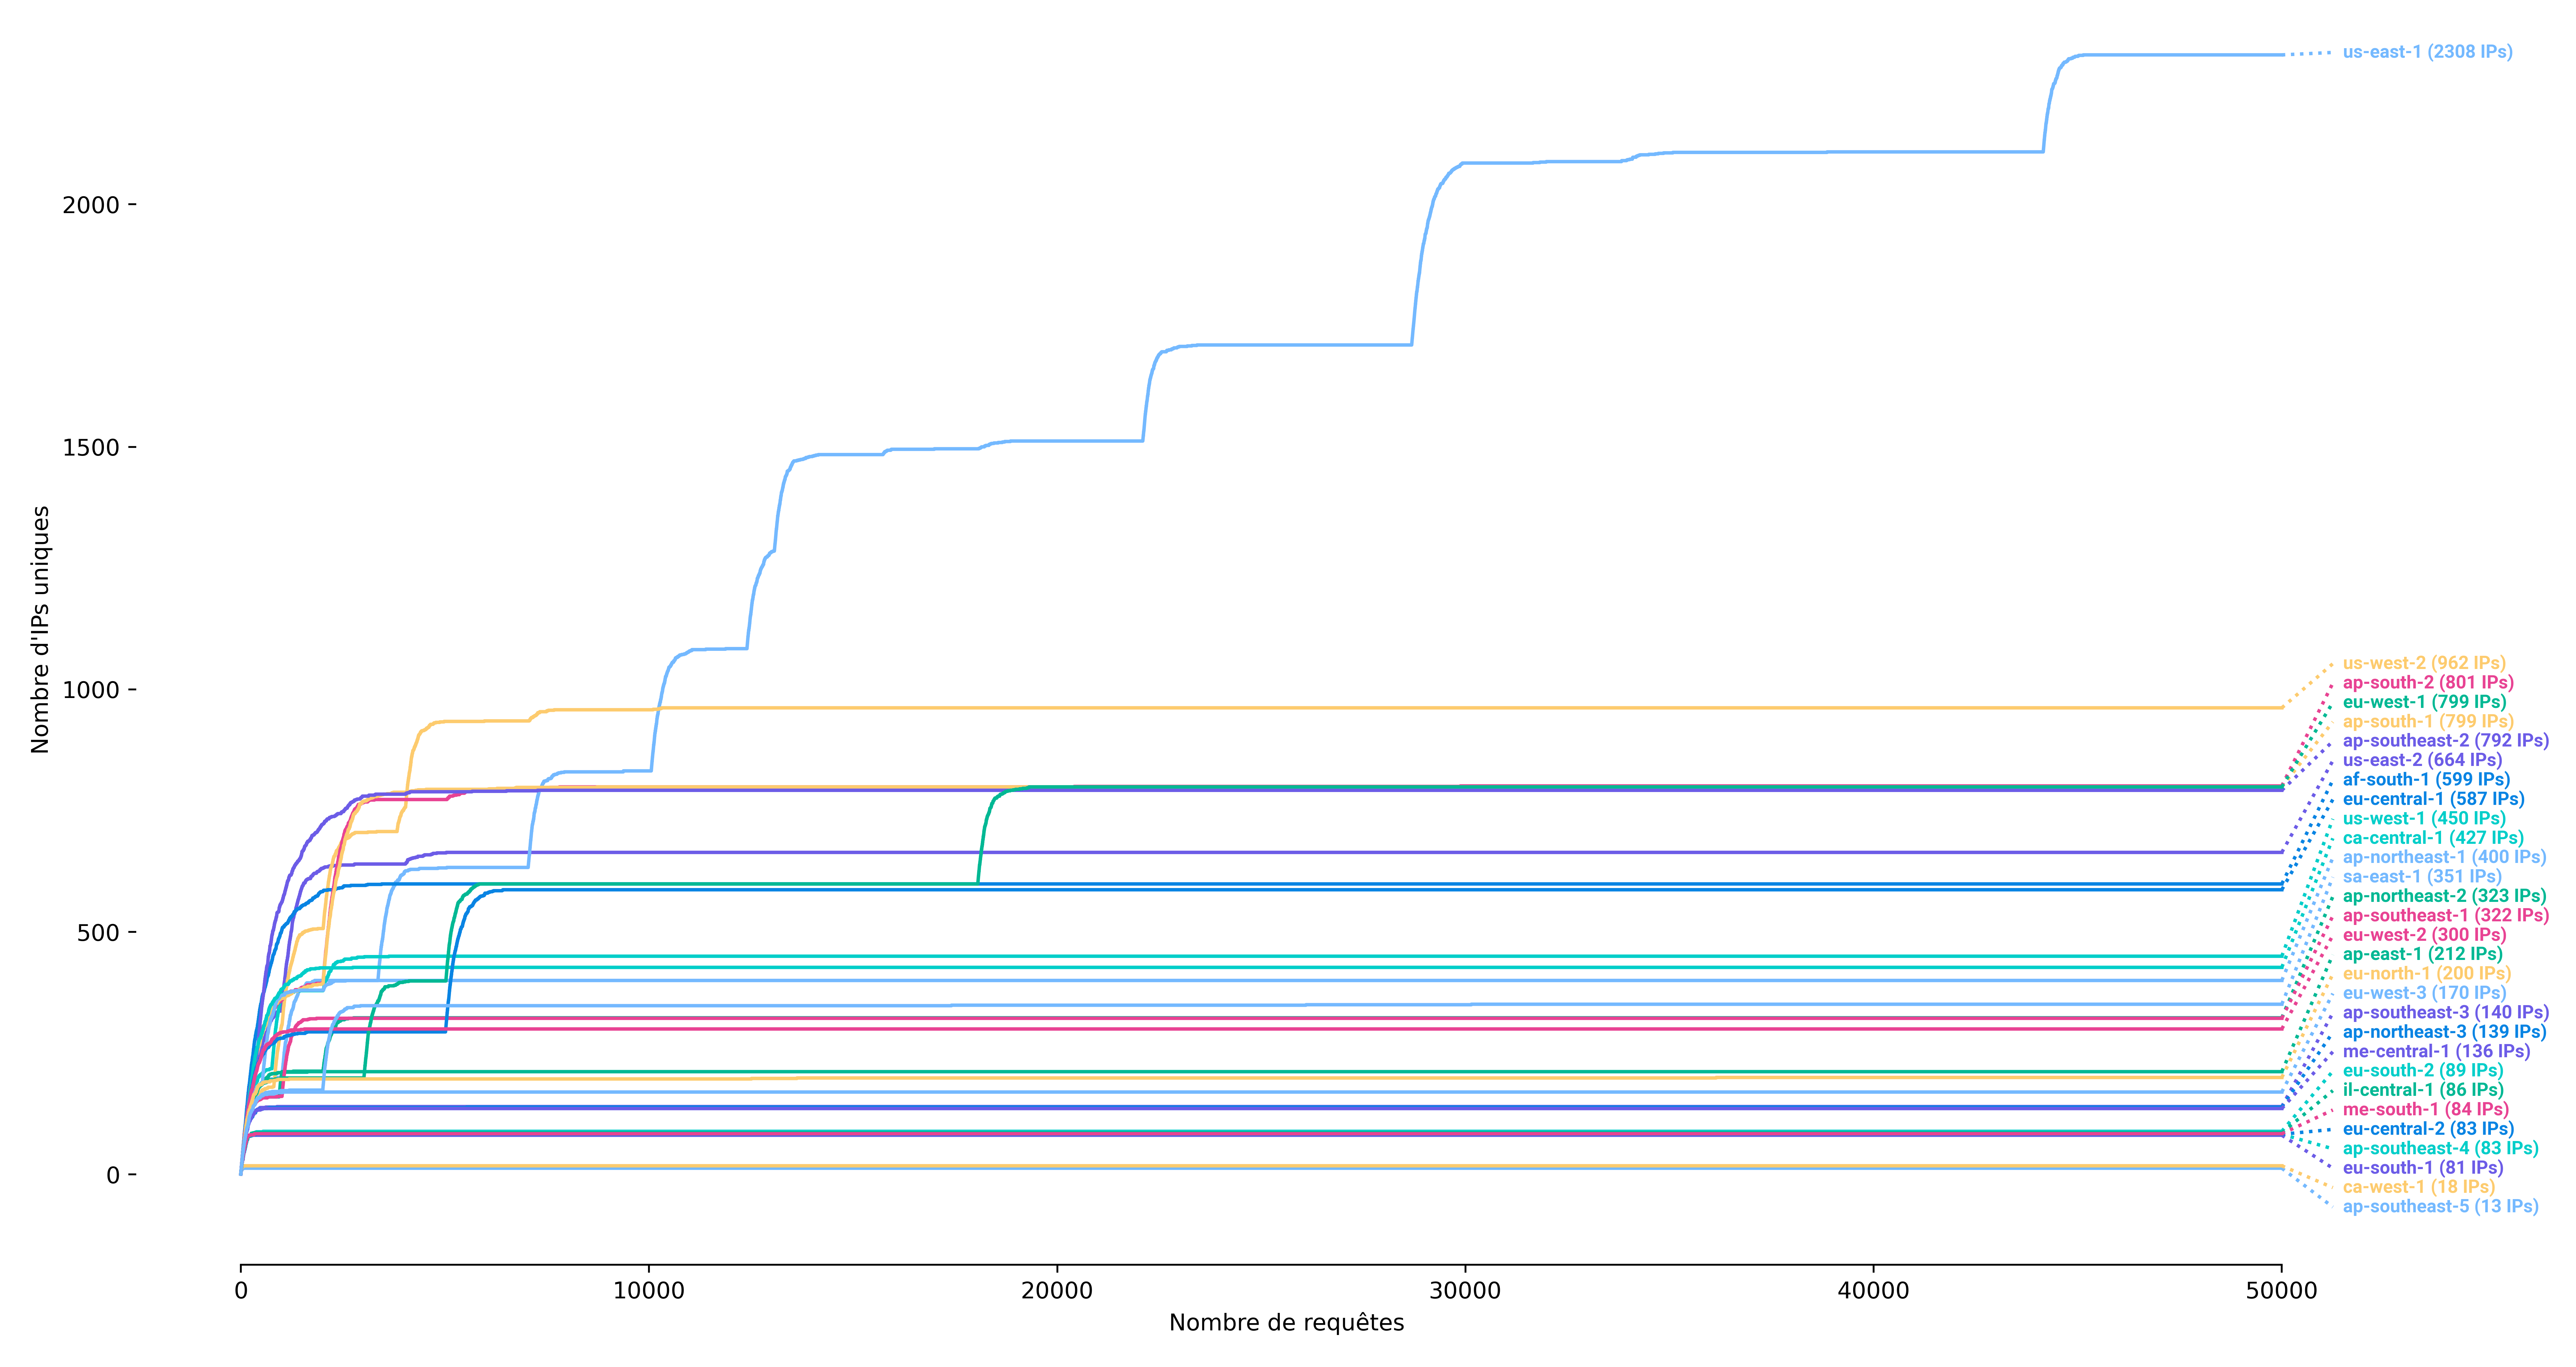 us-east-1 (2308 IPs)
2000
1500
1000
500
0
Nombre d'IPs uniques
us-west-2 (962 IPs)
ap-south-2 (801 IPs)
eu-west-1 (799 IPs)
ap-south-1 (799 IPs)
ap-southeast-2 (792 IPs)
us-east-2 (664 IPs)
af-south-1 (599 IPs)
eu-central-1 (587 IPs)
us-west-1 (450 IPs)
ca-central-1 (427 IPs)
ap-northeast-1 (400 IPs)
sa-east-1 (351 IPs)
ap-northeast-2 (323 IPs)
ap-southeast-1 (322 IPs)
eu-west-2 (300 IPs)
ap-east-1 (212 IPs)
eu-north-1 (200 IPs)
eu-west-3 (170 IPs)
ap-southeast-3 (140 IPs)
ap-northeast-3 (139 IPs)
me-central-1 (136 IPs)
eu-south-2 (89 IPs)
il-central-1 (86 IPs)
me-south-1 (84 IPs)
eu-central-2 (83 IPs)
ap-southeast-4 (83 IPs)
eu-south-1 (81 IPs)
ca-west-1 (18 IPs)
ap-southeast-5 (13 IPs)
0 10000 20000 30000 40000 50000
Nombre de requêtes